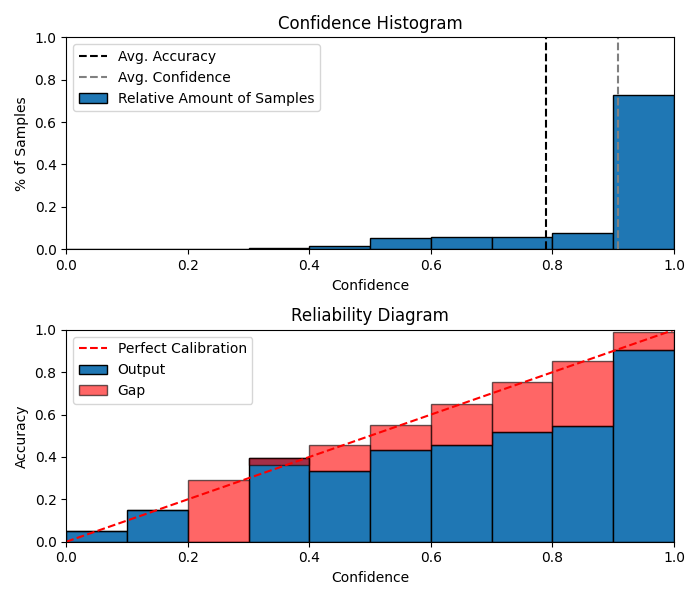 Confidence Histogram
1.0
0.8
0.6
0.4
0.2
0.0
% of Samples
Avg. Accuracy
Avg. Confidence
Relative Amount of Samples
0.0 0.2 0.4 0.6 0.8 1.0
Confidence
Reliability Diagram
1.0
0.8
0.6
0.4
0.2
0.0
Accuracy
Perfect Calibration
Output
Gap
0.0 0.2 0.4 0.6 0.8 1.0
Confidence